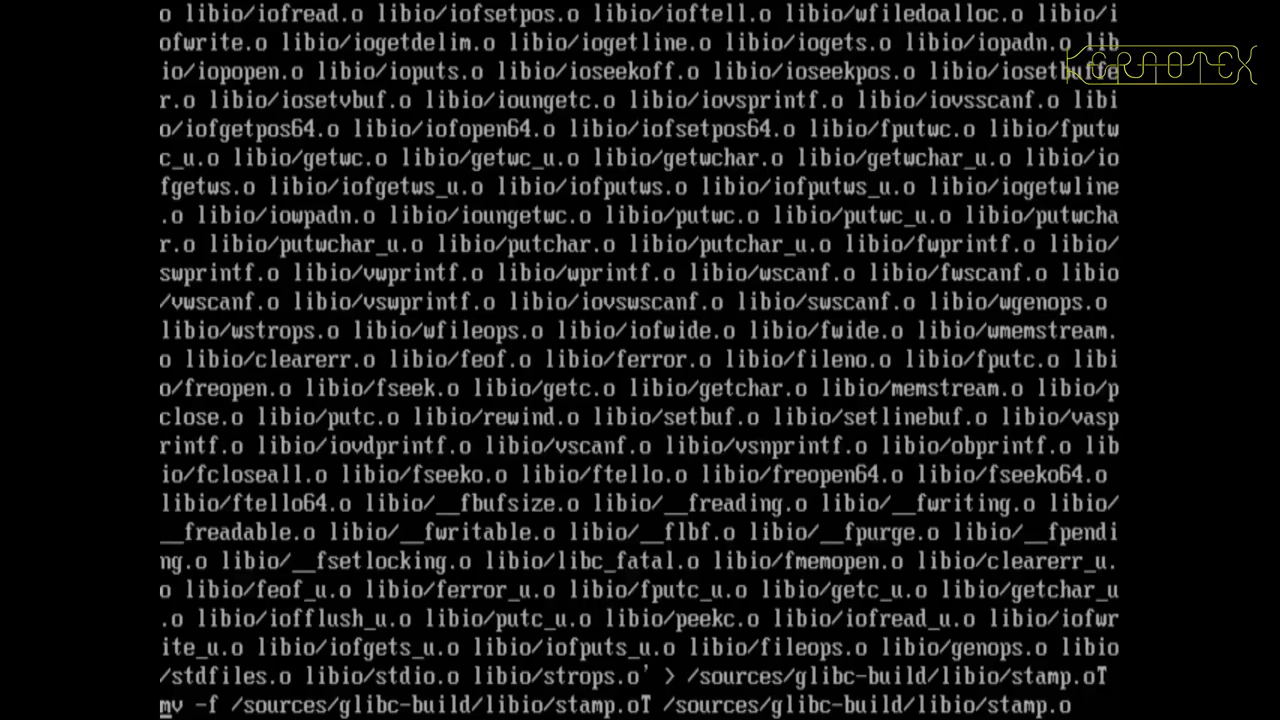 o libio/iofread.o libio/iofsetpos.o libio/ioftell.o libio/wfiledoalloc.o libio/i
ofwrite.o libio/iogetdelim.o libio/iogetline.o libio/iogets.o libio/iopadn.o lib
io/iopopen.o libio/ioputs.o libio/ioseekoff.o libio/ioseekpos.o libio/iosetbuffe
r.o libio/iosetvbuf.o libio/ioungetc.o libio/iovsprintf.o libio/iovsscanf.o libi
o/iofgetpos64.o libio/iofopen64.o libio/iofsetpos64.o libio/fputwc.o libio/fputw
c_u.o libio/getwc.o libio/getwc_u.o libio/getwchar.o libio/getwchar_u.o libio/io
fgetws.o libio/iofgetws_u.o libio/iofputws.o libio/iofputws_u.o libio/iogetwline
.o libio/iowpadn.o libio/ioungetwc.o libio/putwc.o libio/putwc_u.o libio/putwcha
r.o libio/putwchar_u.o libio/putchar.o libio/putchar_u.o libio/fwprintf.o libio/
swprintf.o libio/vwprintf.o libio/wprintf.o libio/wscanf.o libio/fwscanf.o libio
/vwscanf.o libio/vswprintf.o libio/iovswscanf.o libio/swscanf.o libio/wgenops.o
libio/wstrops.o libio/wfileops.o libio/iofwide.o libio/fwide.o libio/wmemstream.
o libio/clearerr.o libio/feof.o libio/ferror.o libio/fileno.o libio/fputc.o libi
o/freopen.o libio/fseek.o libio/getc.o libio/getchar.o libio/memstream.o libio/p
close.o libio/putc.o libio/rewind.o libio/setbuf.o libio/setlinebuf.o libio/vasp
rintf.o libio/iovdprintf.o libio/vscanf.o libio/vsnprintf.o libio/obprintf.o lib
io/fcloseall.o libio/fseeko.o libio/ftello.o libio/freopen64.o libio/fseeko64.o
libio/ftello64.o libio/__fbufsize.o libio/__freading.o libio/__fwriting.o libio/
__freadable.o libio/__fwritable.o libio/__flbf.o libio/__fpurge.o libio/__fpendi
ng.o libio/__fsetlocking.o libio/libc_fatal.o libio/fmemopen.o libio/clearerr_u.
o libio/feof_u.o libio/ferror_u.o libio/fputc_u.o libio/getc_u.o libio/getchar_u
.o libio/iofflush_u.o libio/putc_u.o libio/peekc.o libio/iofread_u.o libio/iofwr
ite_u.o libio/iofgets_u.o libio/iofputs_u.o libio/fileops.o libio/genops.o libio
/stdfiles.o libio/stdio.o libio/strops.o' > /sources/glibc-build/libio/stamp.oT
mv -f /sources/glibc-build/libio/stamp.oT /sources/glibc-build/libio/stamp.o